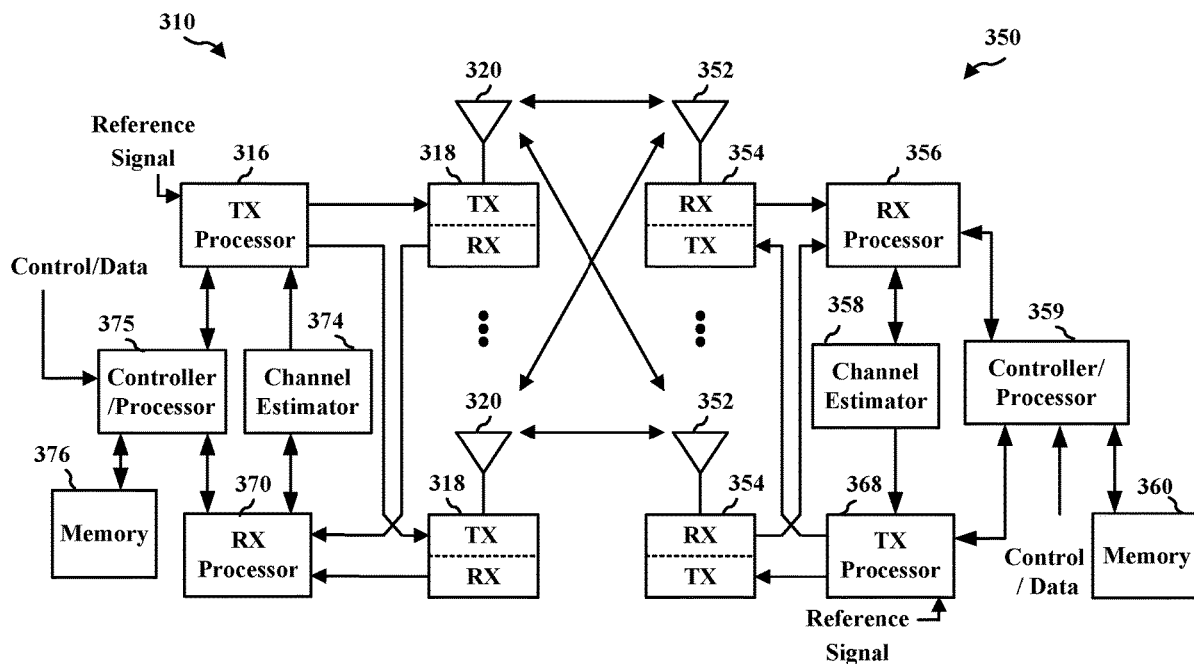 310
350
320
352
Reference
Signal
316
318
354
356
TX
Processor
TX
RX
RX
TX
RX
Processor
Control/Data
375
374
358
359
Controller
/Processor
Channel
Estimator
Channel
Estimator
Controller/
Processor
320
352
376
370
318
354
368
360
Memory
RX
Processor
TX
RX
RX
TX
TX
Processor
Control
/ Data
Memory
Reference
Signal